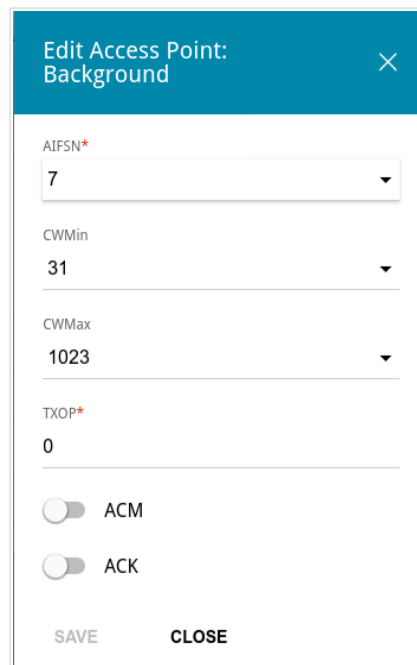 Edit Access Point:
Background
AIFSN*
7
CWMin
31
CWMax
1023
TXOP*
0
ACM
ACK
SAVE CLOSE